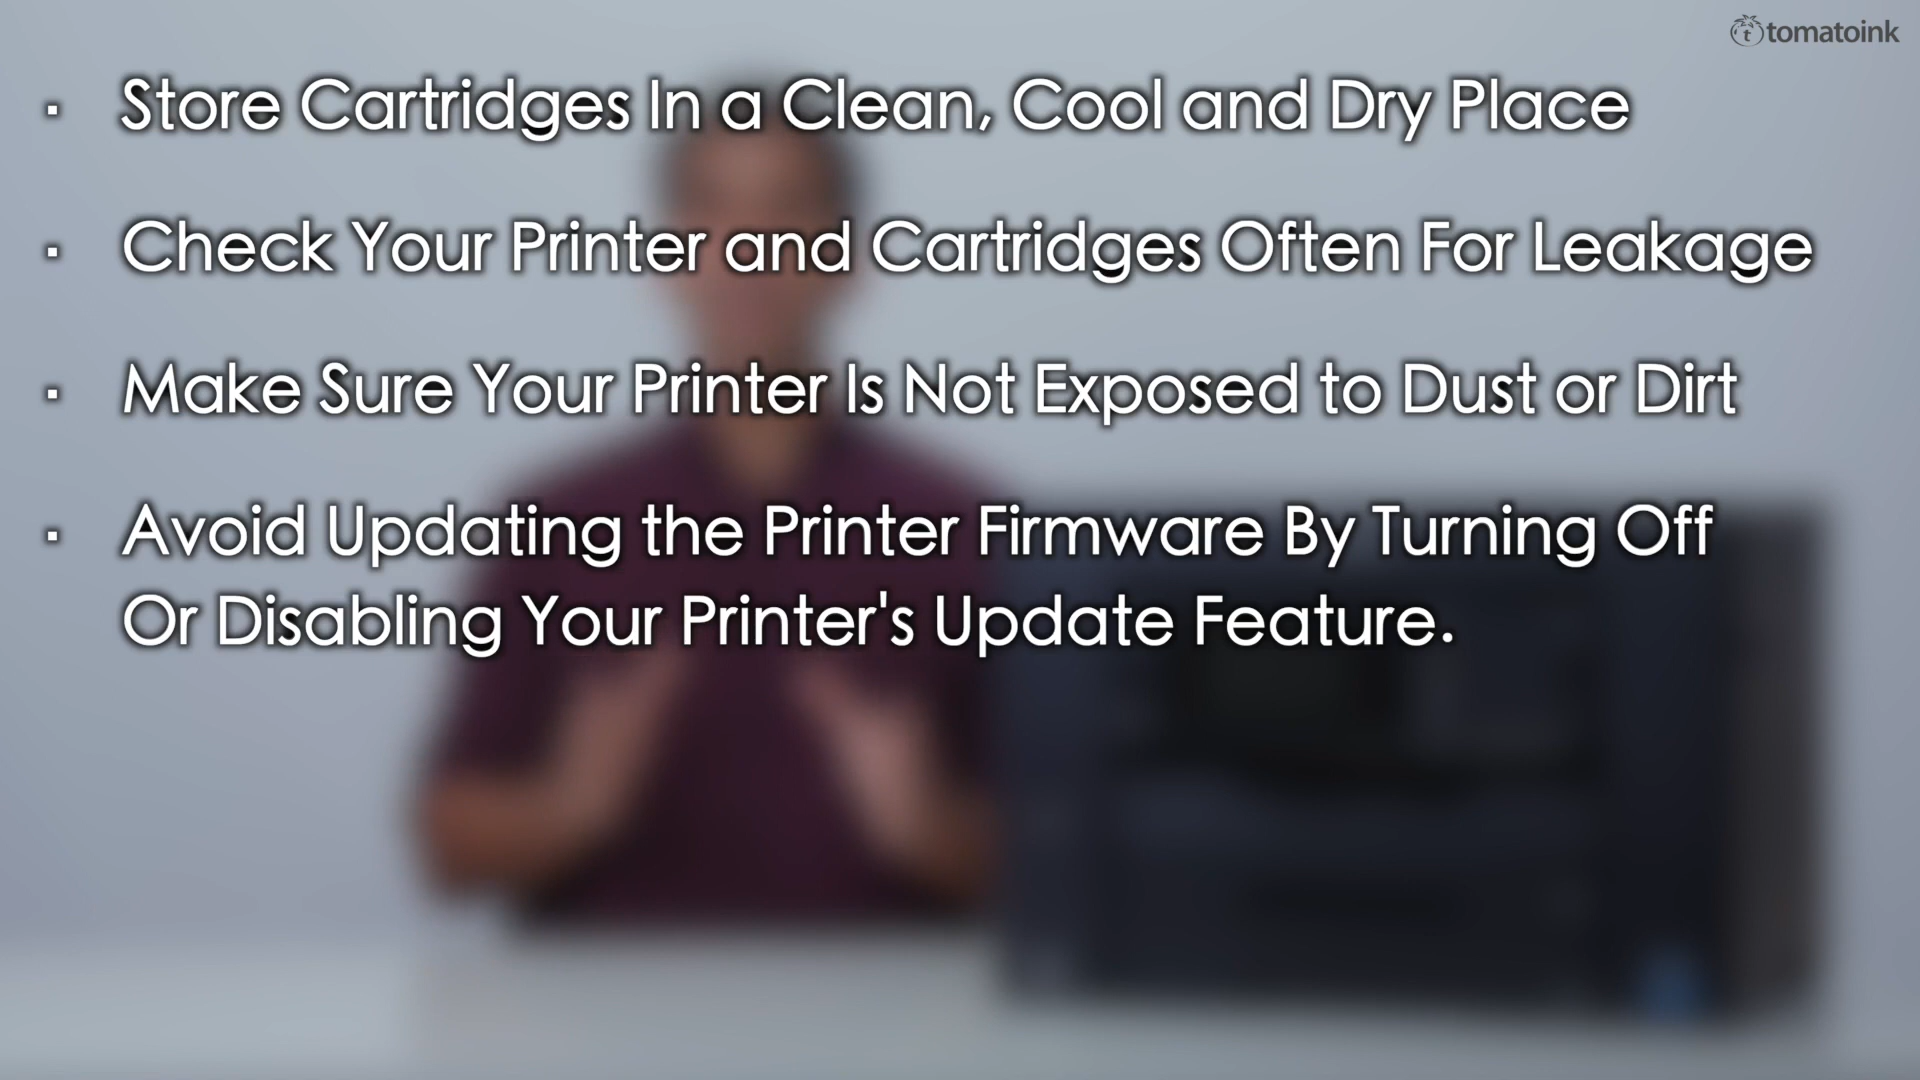 tomatoink
· Store Cartridges In a Clean, Cool and Dry Place
· Check Your Printer and Cartridges Often For Leakage
· Make Sure Your Printer Is Not Exposed to Dust or Dirt
· Avoid Updating the Printer Firmware By Turning Off
Or Disabling Your Printer's Update Feature.